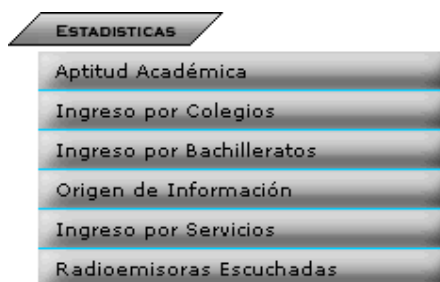 ESTADISTICAS
Aptitud Académica
Ingreso por Colegios
Ingreso por Bachilleratos
Origen de Información
Ingreso por Servicios
Radioemisoras Escuchadas